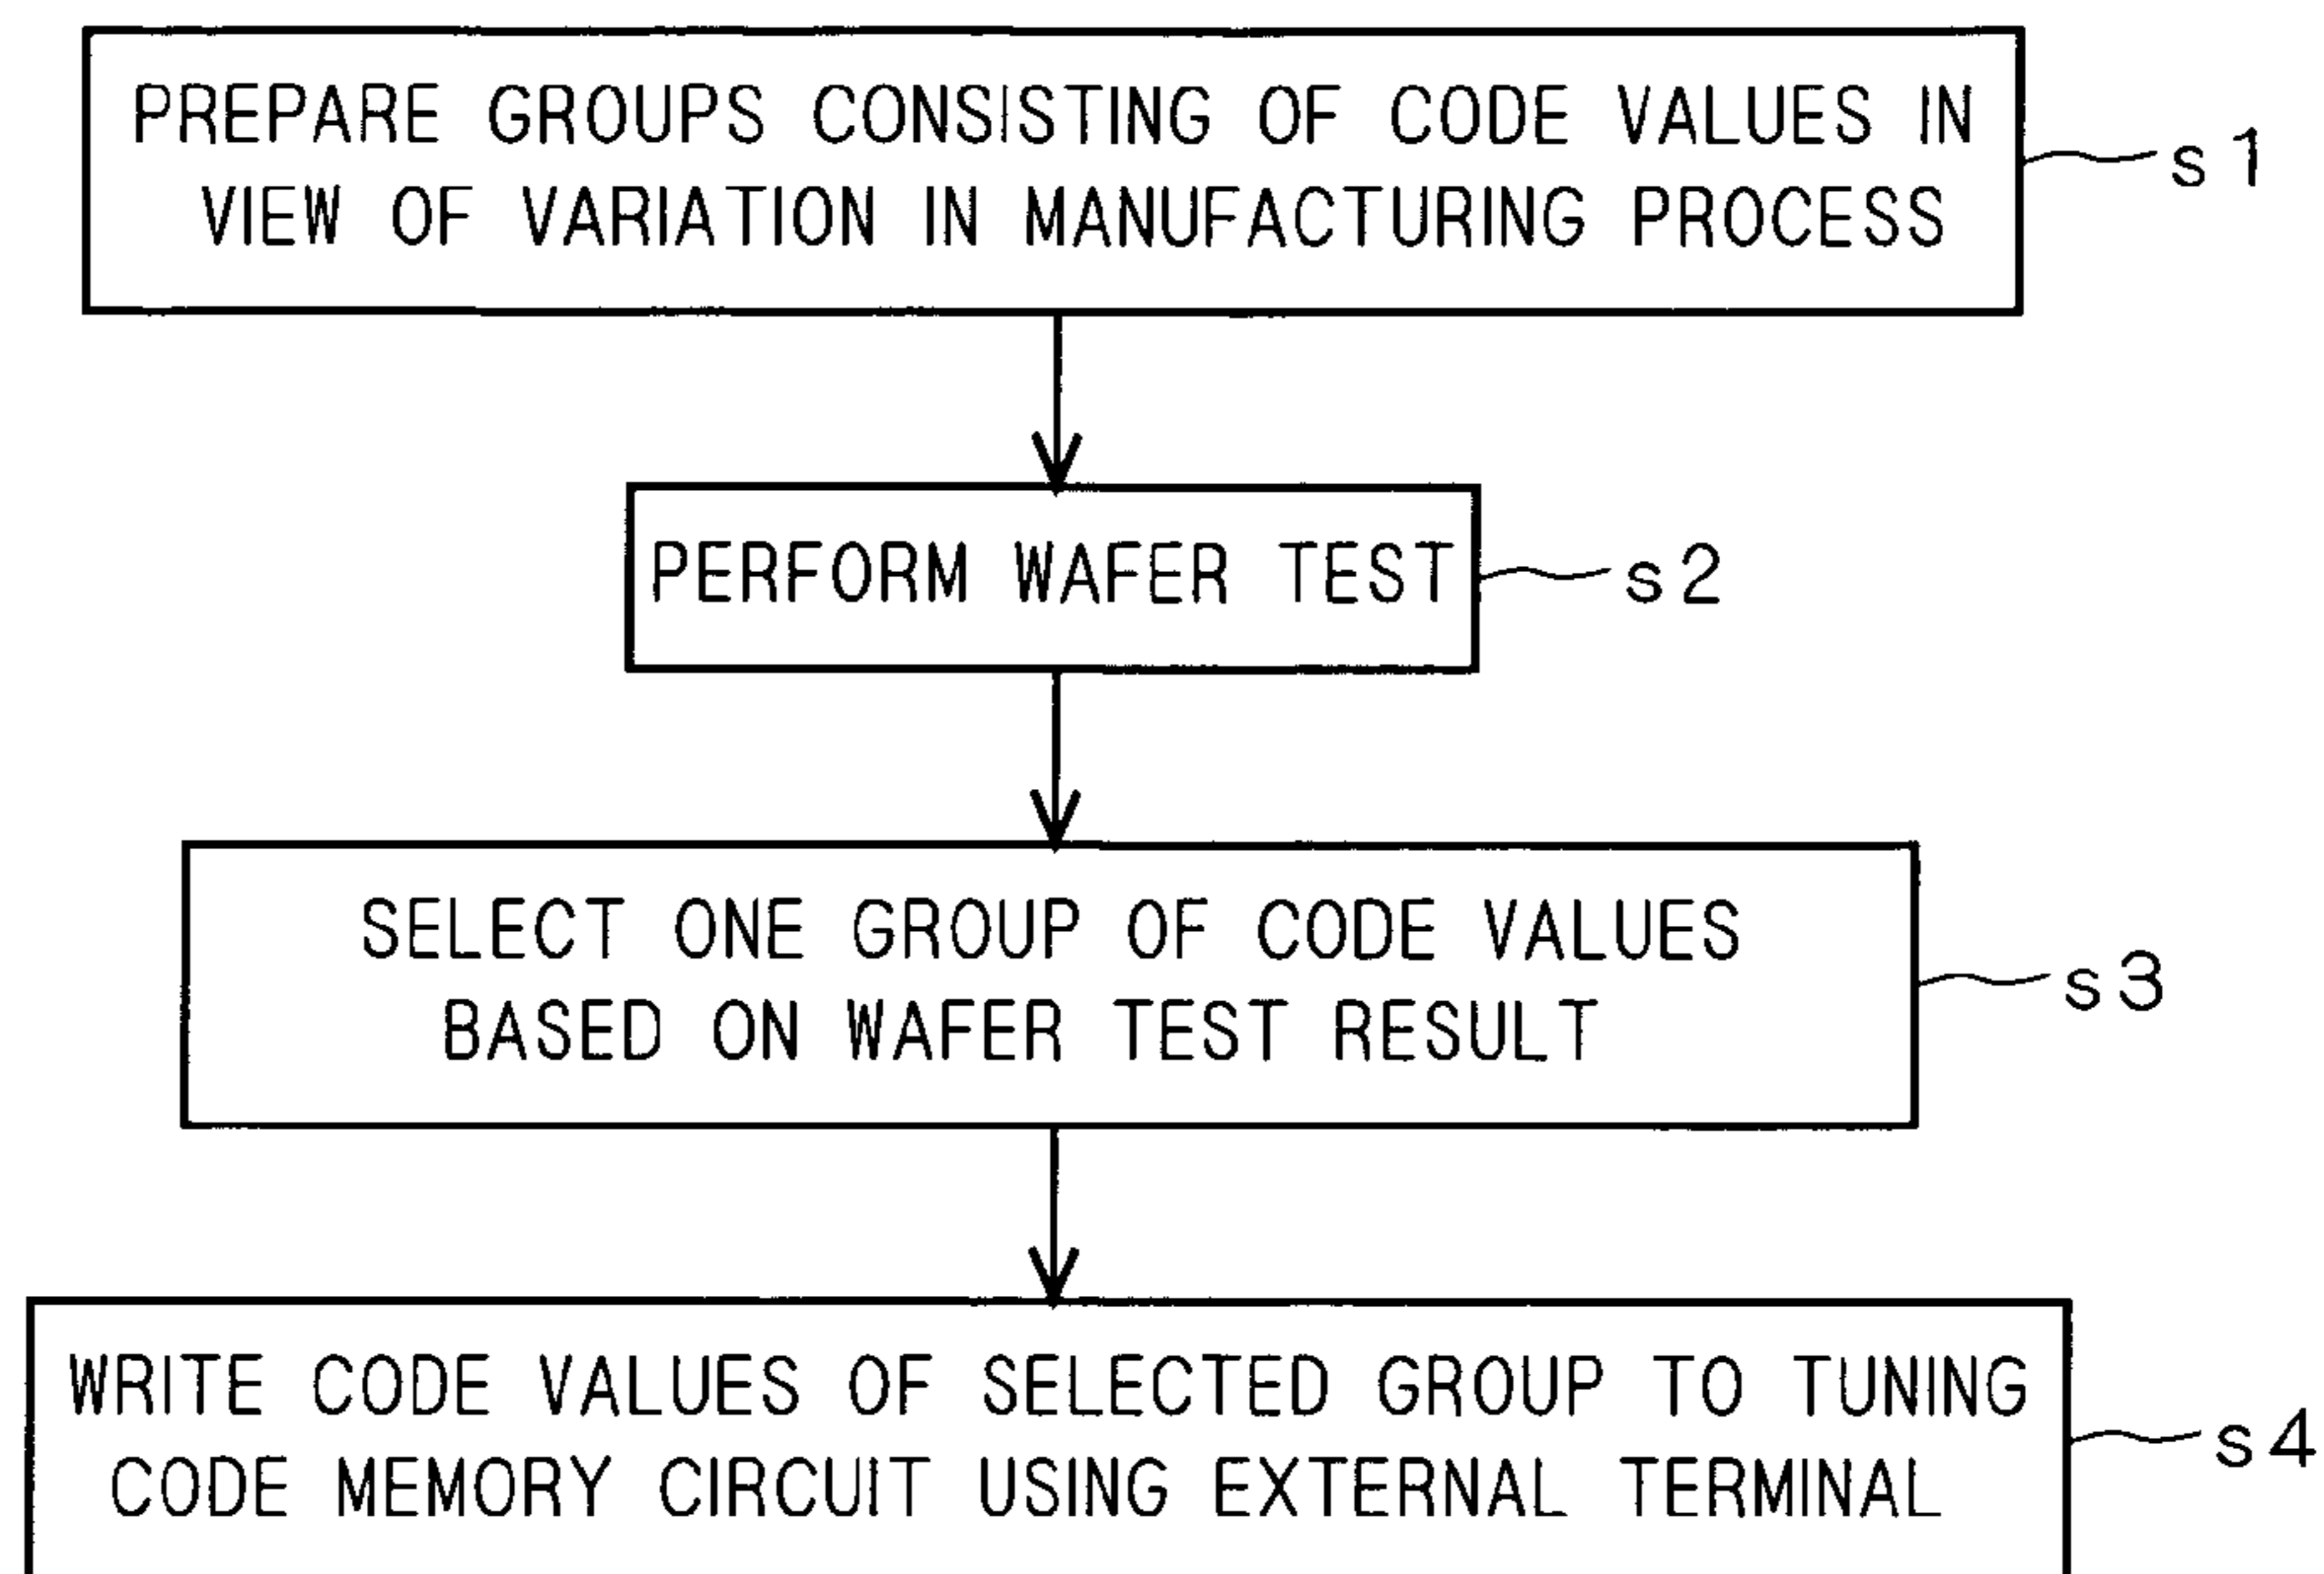 PREPARE GROUPS CONSISTING OF CODE VALUES IN
VIEW OF VARIATION IN MANUFACTURING PROCESS
s1
PERFORM WAFER TEST
s2
SELECT ONE GROUP OF CODE VALUES
BASED ON WAFER TEST RESULT
s3
WRITE CODE VALUES OF SELECTED GROUP TO TUNING
CODE MEMORY CIRCUIT USING EXTERNAL TERMINAL
s4